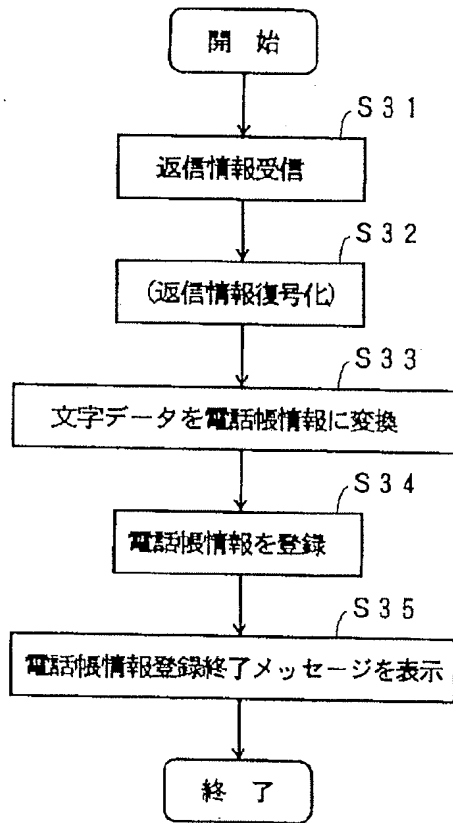 開 始
S31
返信情報受信
S32
(返信情報復号化)
S33
文字データを電話帳情報に変換
S34
電話帳情報を登録
S35
電話帳情報登録終了メッセージを表示
終 了